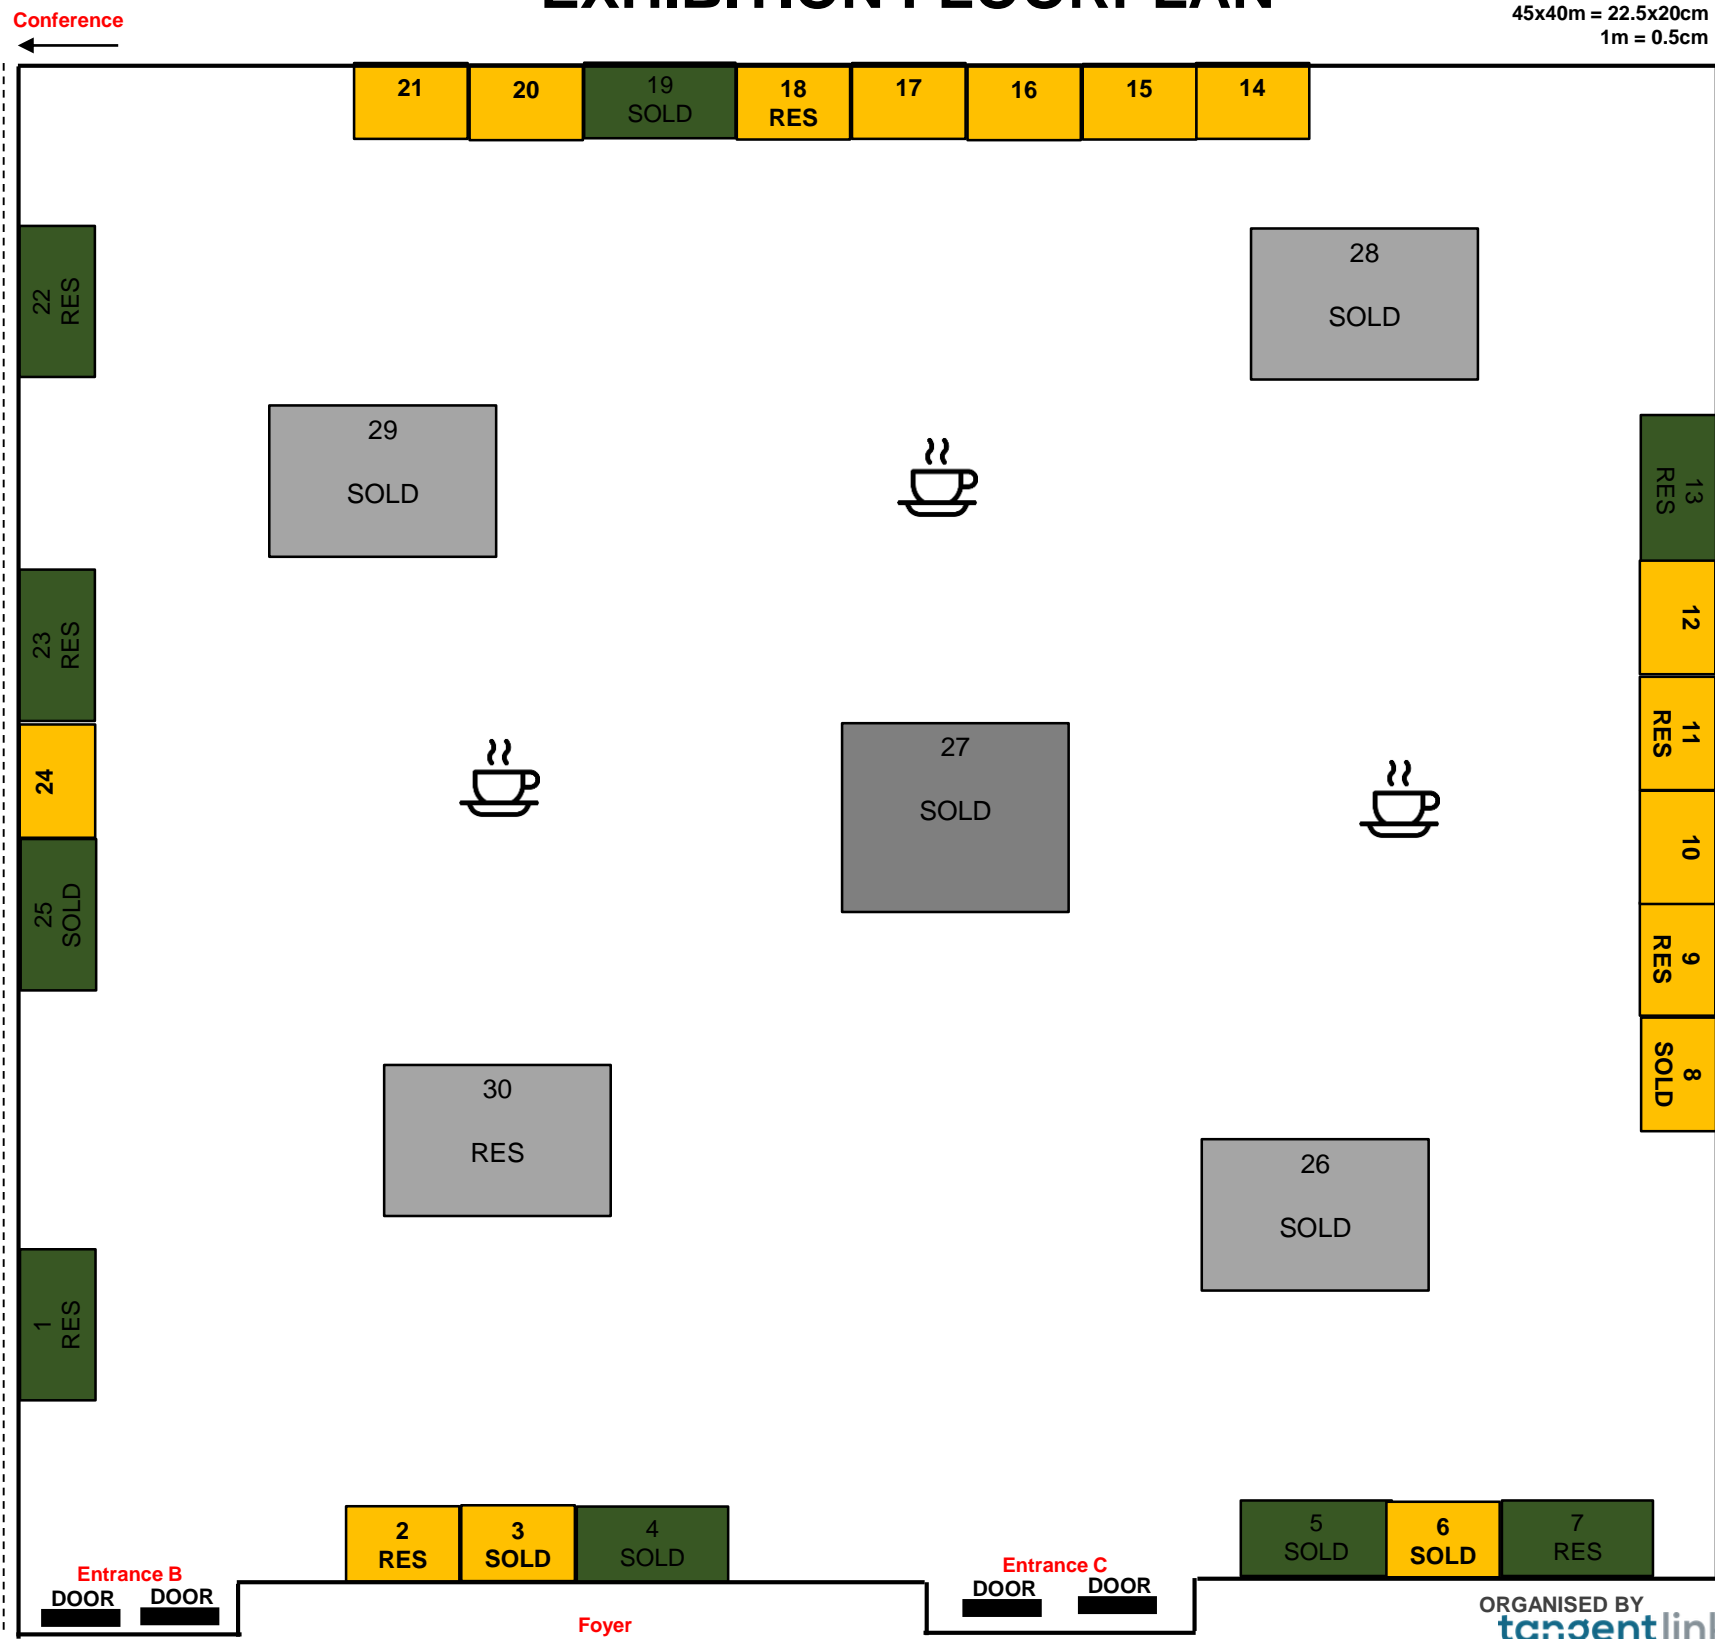 EXHIBITION FLOORPLAN
Conference
45x40m = 22.5x20cm
1m = 0.5cm
21
20
19
SOLD
18
RES
17
16
15
14
22
RES
28
SOLD
29
SOLD
13
RES
12
23
RES
11
RES
24
27
SOLD
10
25
SOLD
9
RES
8
SOLD
30
RES
26
SOLD
1
RES
2
RES
3
SOLD
4
SOLD
5
SOLD
6
SOLD
7
RES
Entrance B
DOOR
DOOR
Entrance C
DOOR
DOOR
Foyer
ORGANISED BY
tangentlink